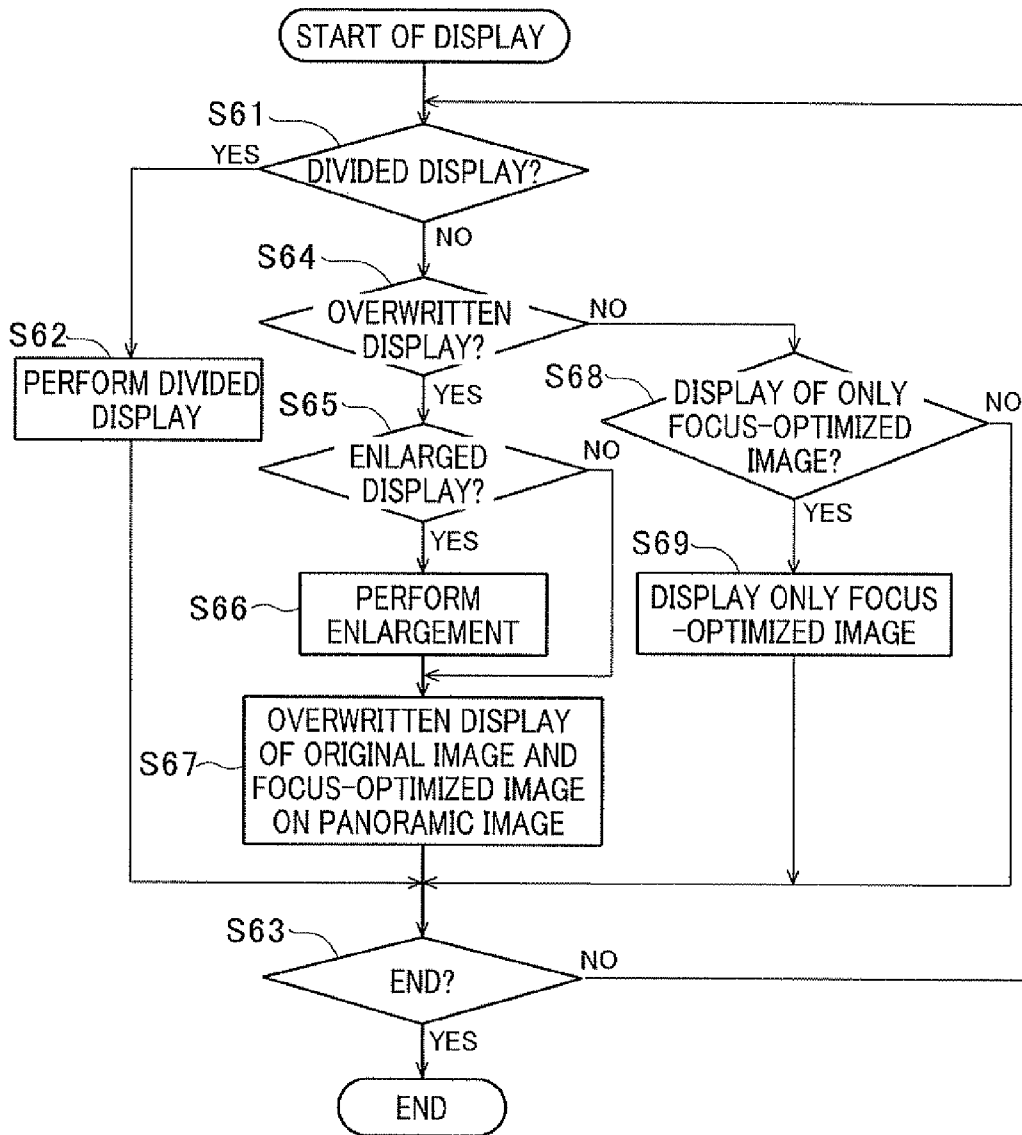 START OF DISPLAY
S61
YES
DIVIDED DISPLAY?
NO
S64
OVERWRITTEN
DISPLAY?
NO
YES
S62
PERFORM DIVIDED
DISPLAY
S65
ENLARGED
DISPLAY?
NO
YES
S68
DISPLAY OF ONLY
FOCUS-OPTIMIZED
IMAGE?
NO
YES
S66
PERFORM
ENLARGEMENT
S69
DISPLAY ONLY FOCUS
-OPTIMIZED IMAGE
S67
OVERWRITTEN DISPLAY
OF ORIGINAL IMAGE AND
FOCUS-OPTIMIZED IMAGE
ON PANORAMIC IMAGE
S63
END?
NO
YES
END